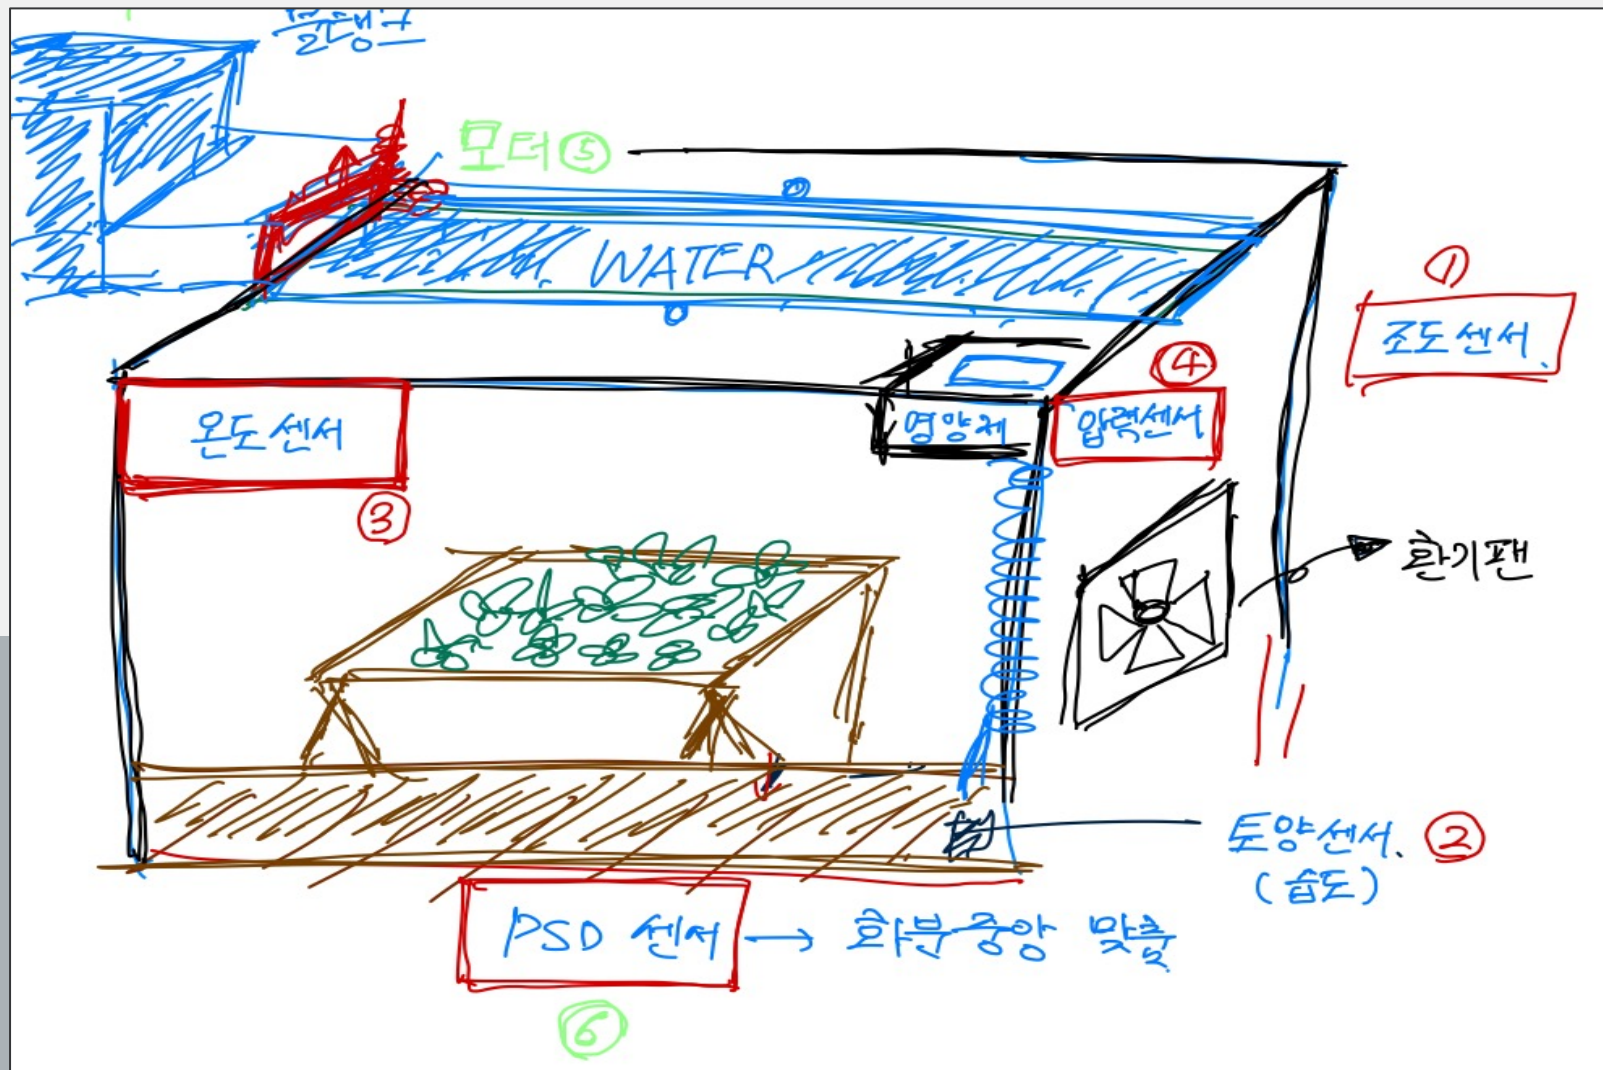 물탱크
모터⑤
WATER
①
조도센서.
④
온도센서
영양제
압력센서
③
환기팬
토양센서. ②
(습도)
PSD 센서 → 화분중앙 맞춤
⑥